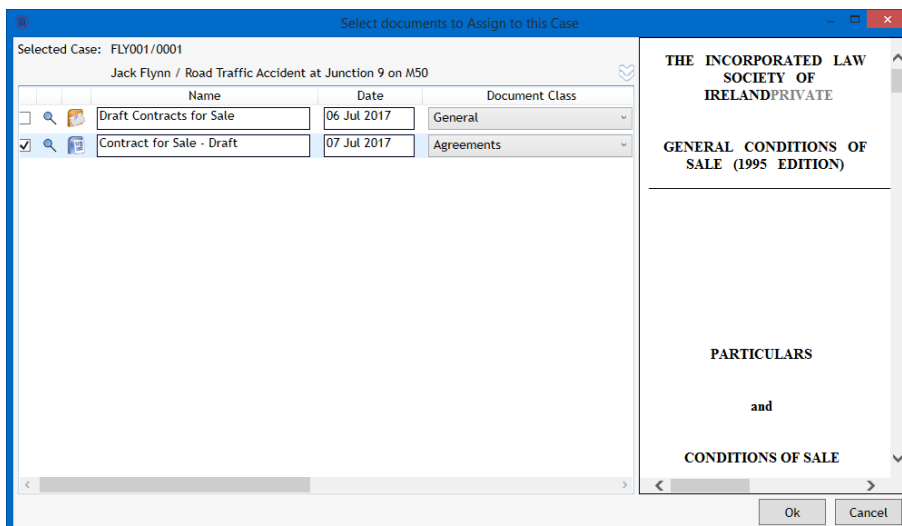 Select documents to Assign to this Case
Selected Case: FLY001/0001
Jack Flynn / Road Traffic Accident at Junction 9 on M50
Name Date Document Class
Draft Contracts for Sale 06 Jul 2017 General
Contract for Sale - Draft 07 Jul 2017 Agreements
THE INCORPORATED LAW
SOCIETY OF
IRELANDPRIVATE
GENERAL CONDITIONS OF
SALE (1995 EDITION)
PARTICULARS
and
CONDITIONS OF SALE
Ok Cancel